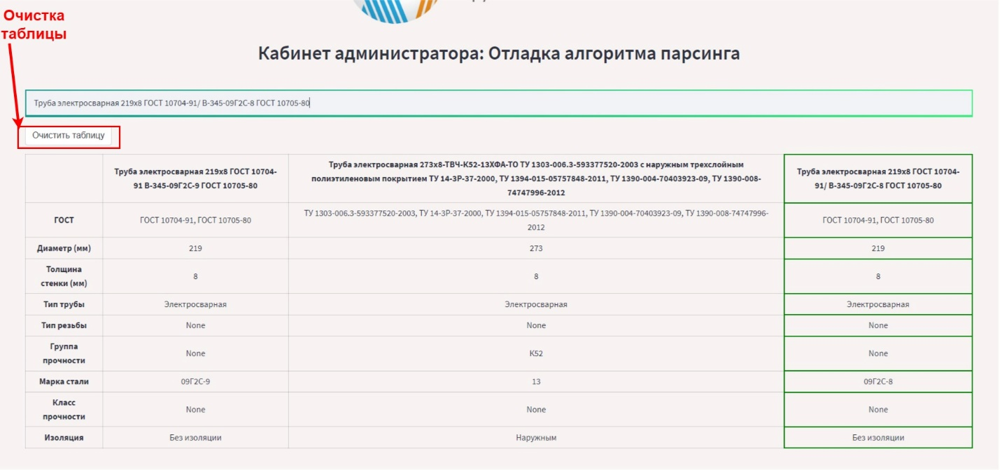 Очистка
таблицы
Кабинет администратора: Отладка алгоритма парсинга
Труба электросварная 219х8 ГОСТ 10704-91/ В-345-09Г2С-8 ГОСТ 10705-80
Очистить таблицу
Труба электросварная 219х8 ГОСТ 10704-
91 В-345-09Г2С-9 ГОСТ 10705-80
Труба электросварная 273х8-ТВЧ-К52-13ХФА-ТО ТУ 1303-006.3-593377520-2003 с наружным трехслойным
полиэтиленовым покрытием ТУ 14-3Р-37-2000, ТУ 1394-015-05757848-2011, ТУ 1390-004-70403923-09, ТУ 1390-008-
74747996-2012
Труба электросварная 219х8 ГОСТ 10704-
91/ В-345-09Г2С-8 ГОСТ 10705-80
ГОСТ
ГОСТ 10704-91, ГОСТ 10705-80
ТУ 1303-006.3-593377520-2003, ТУ 14-3Р-37-2000, ТУ 1394-015-05757848-2011, ТУ 1390-004-70403923-09, ТУ 1390-008-74747996-
2012
ГОСТ 10704-91, ГОСТ 10705-80
Диаметр (мм)
219
273
219
Толщина
стенки (мм)
8
8
8
Тип трубы
Электросварная
Электросварная
Электросварная
Тип резьбы
None
None
None
Группа
прочности
None
К52
None
Марка стали
09Г2С-9
13
09Г2С-8
Класс
прочности
None
None
None
Изоляция
Без изоляции
Наружным
Без изоляции